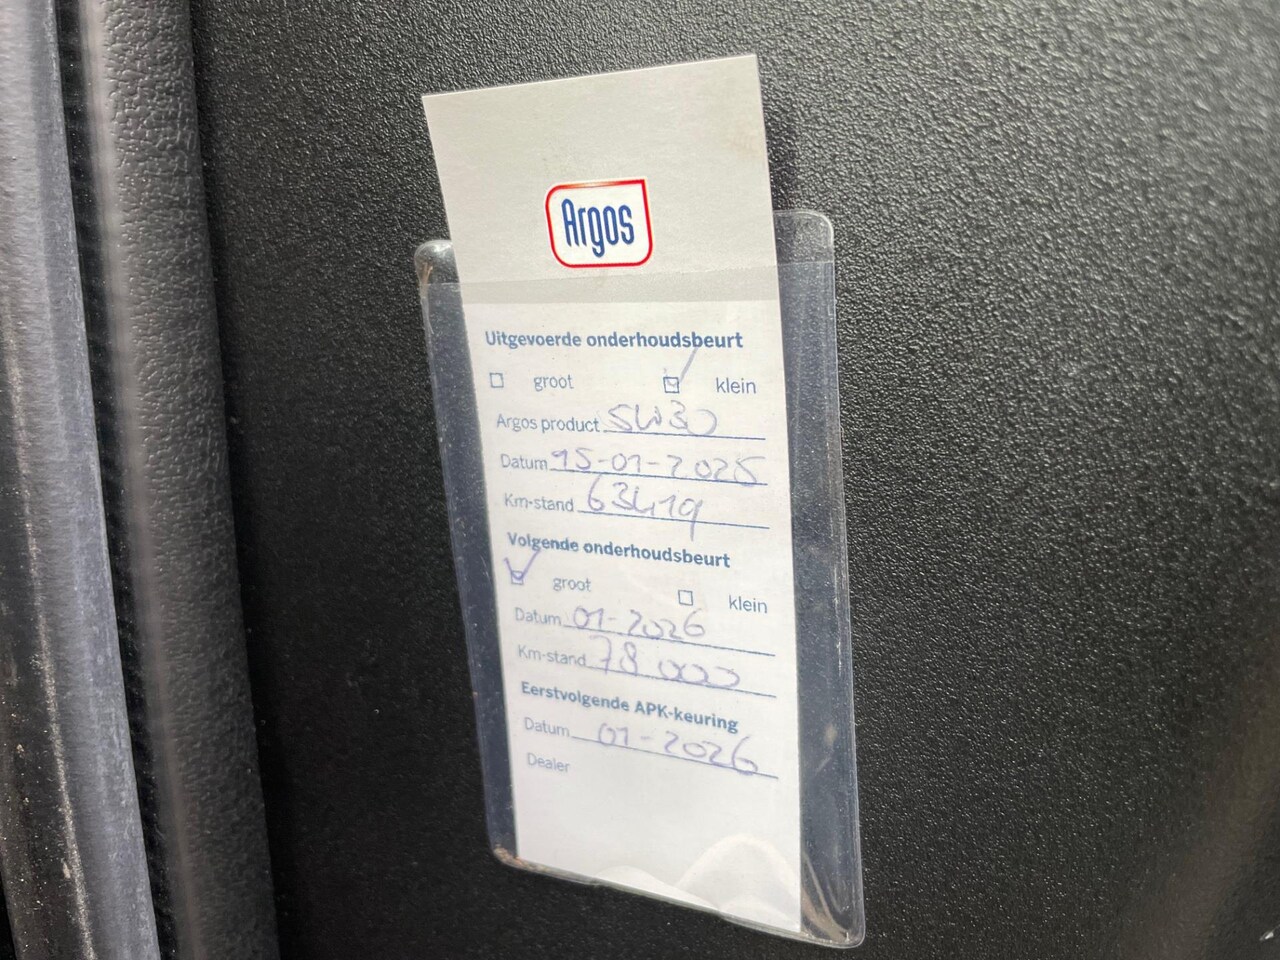 Argos
Uitgevoerde onderhoudsbeurt
groot klein
Argos product 5W30
Datum 15-01-2025
Km-stand 63419
Volgende onderhoudsbeurt
groot klein
Datum 01-2026
Km-stand 78000
Eerstvolgende APK-keuring
Datum 01-2026
Dealer